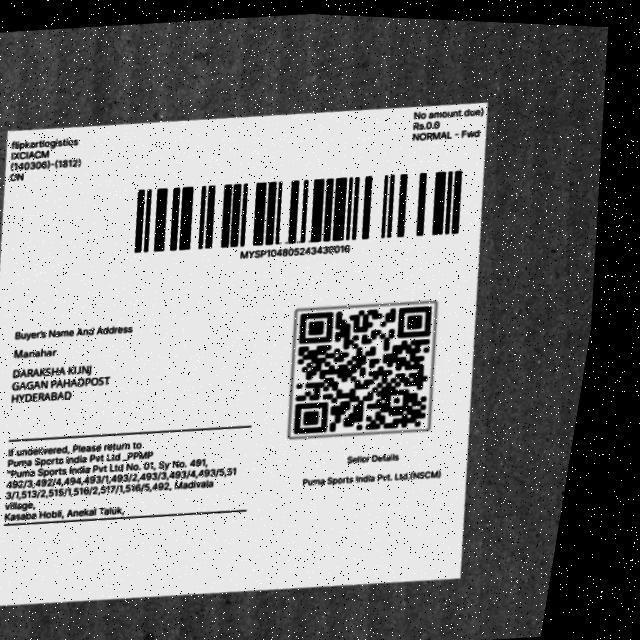 flipkartlogistics
IXCIACM
(140306)-(1812)
DN
No amount due)
Rs.0.0
NORMAL - Fwd
MYSP1048052434
Buyer's Name And Address
Manahar
DARAKSHA KUNJ
GAGAN PAHADPOST
HYDERABAD
If undelivered, Please return to.
Puma Sports India Pvt Ltd _PPMP
"Puma Sports India Pvt Ltd No. 01, Sy No. 491,
492/3,492/4,494,493/1,493/2,493/3,493/4,493/5,51
3/1,513/2,515/1,516/2,517/1,516/5,492, Madivala
village,
Kasaba Hobli, Anekal Taluk,
Seller Details
Puma Sports India Pvt. Ltd.(NSCM)